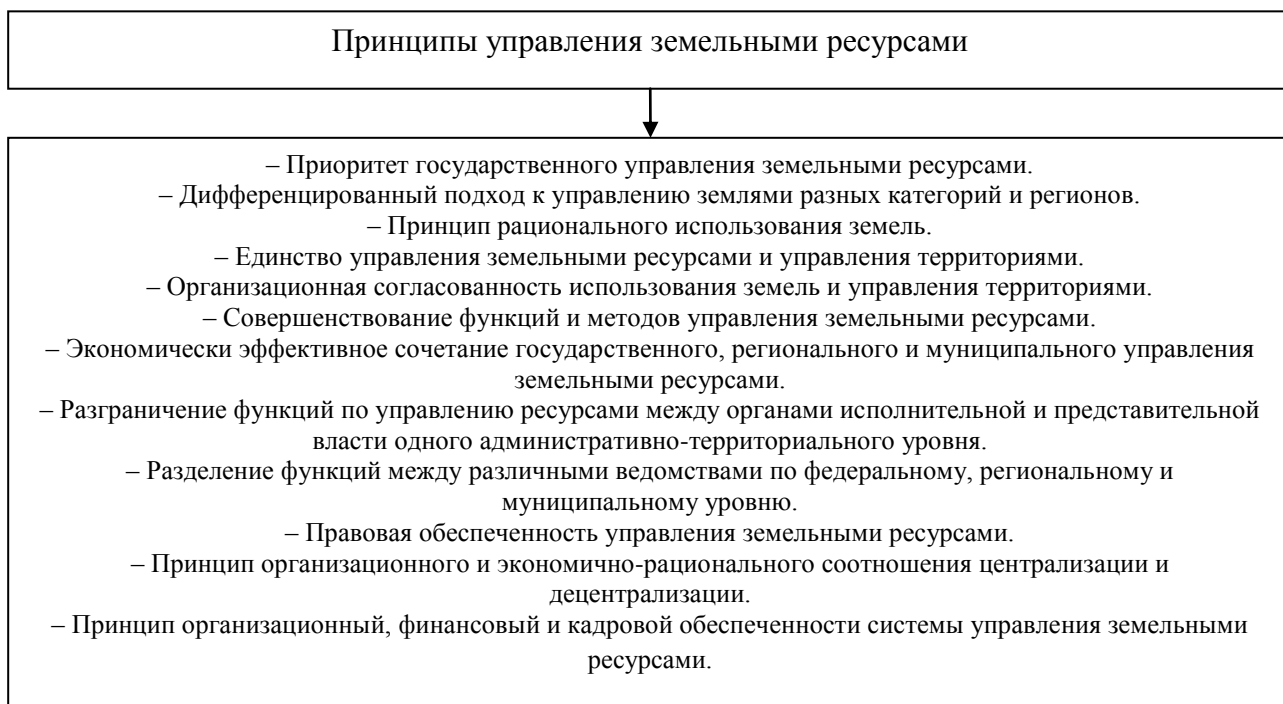 Принципы управления земельными ресурсами
– Приоритет государственного управления земельными ресурсами.
– Дифференцированный подход к управлению землями разных категорий и регионов.
– Принцип рационального использования земель.
– Единство управления земельными ресурсами и управления территориями.
– Организационная согласованность использования земель и управления территориями.
– Совершенствование функций и методов управления земельными ресурсами.
– Экономически эффективное сочетание государственного, регионального и муниципального управления
земельными ресурсами.
– Разграничение функций по управлению ресурсами между органами исполнительной и представительной
власти одного административно-территориального уровня.
– Разделение функций между различными ведомствами по федеральному, региональному и
муниципальному уровню.
– Правовая обеспеченность управления земельными ресурсами.
– Принцип организационного и экономично-рационального соотношения централизации и
децентрализации.
– Принцип организационный, финансовый и кадровой обеспеченности системы управления земельными
ресурсами.